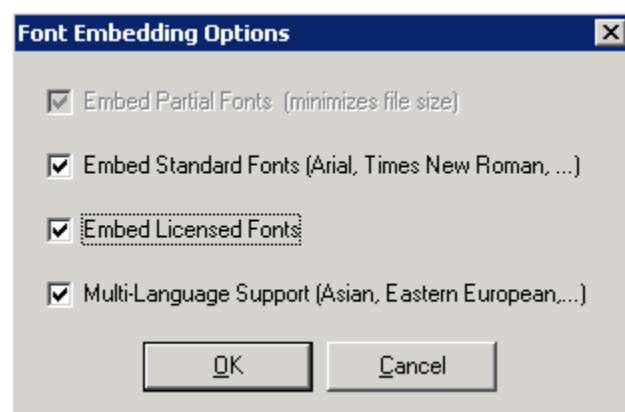 Font Embedding Options
Embed Partial Fonts (minimizes file size)
Embed Standard Fonts (Arial, Times New Roman, ...)
Embed Licensed Fonts
Multi-Language Support (Asian, Eastern European,...)
OK
Cancel